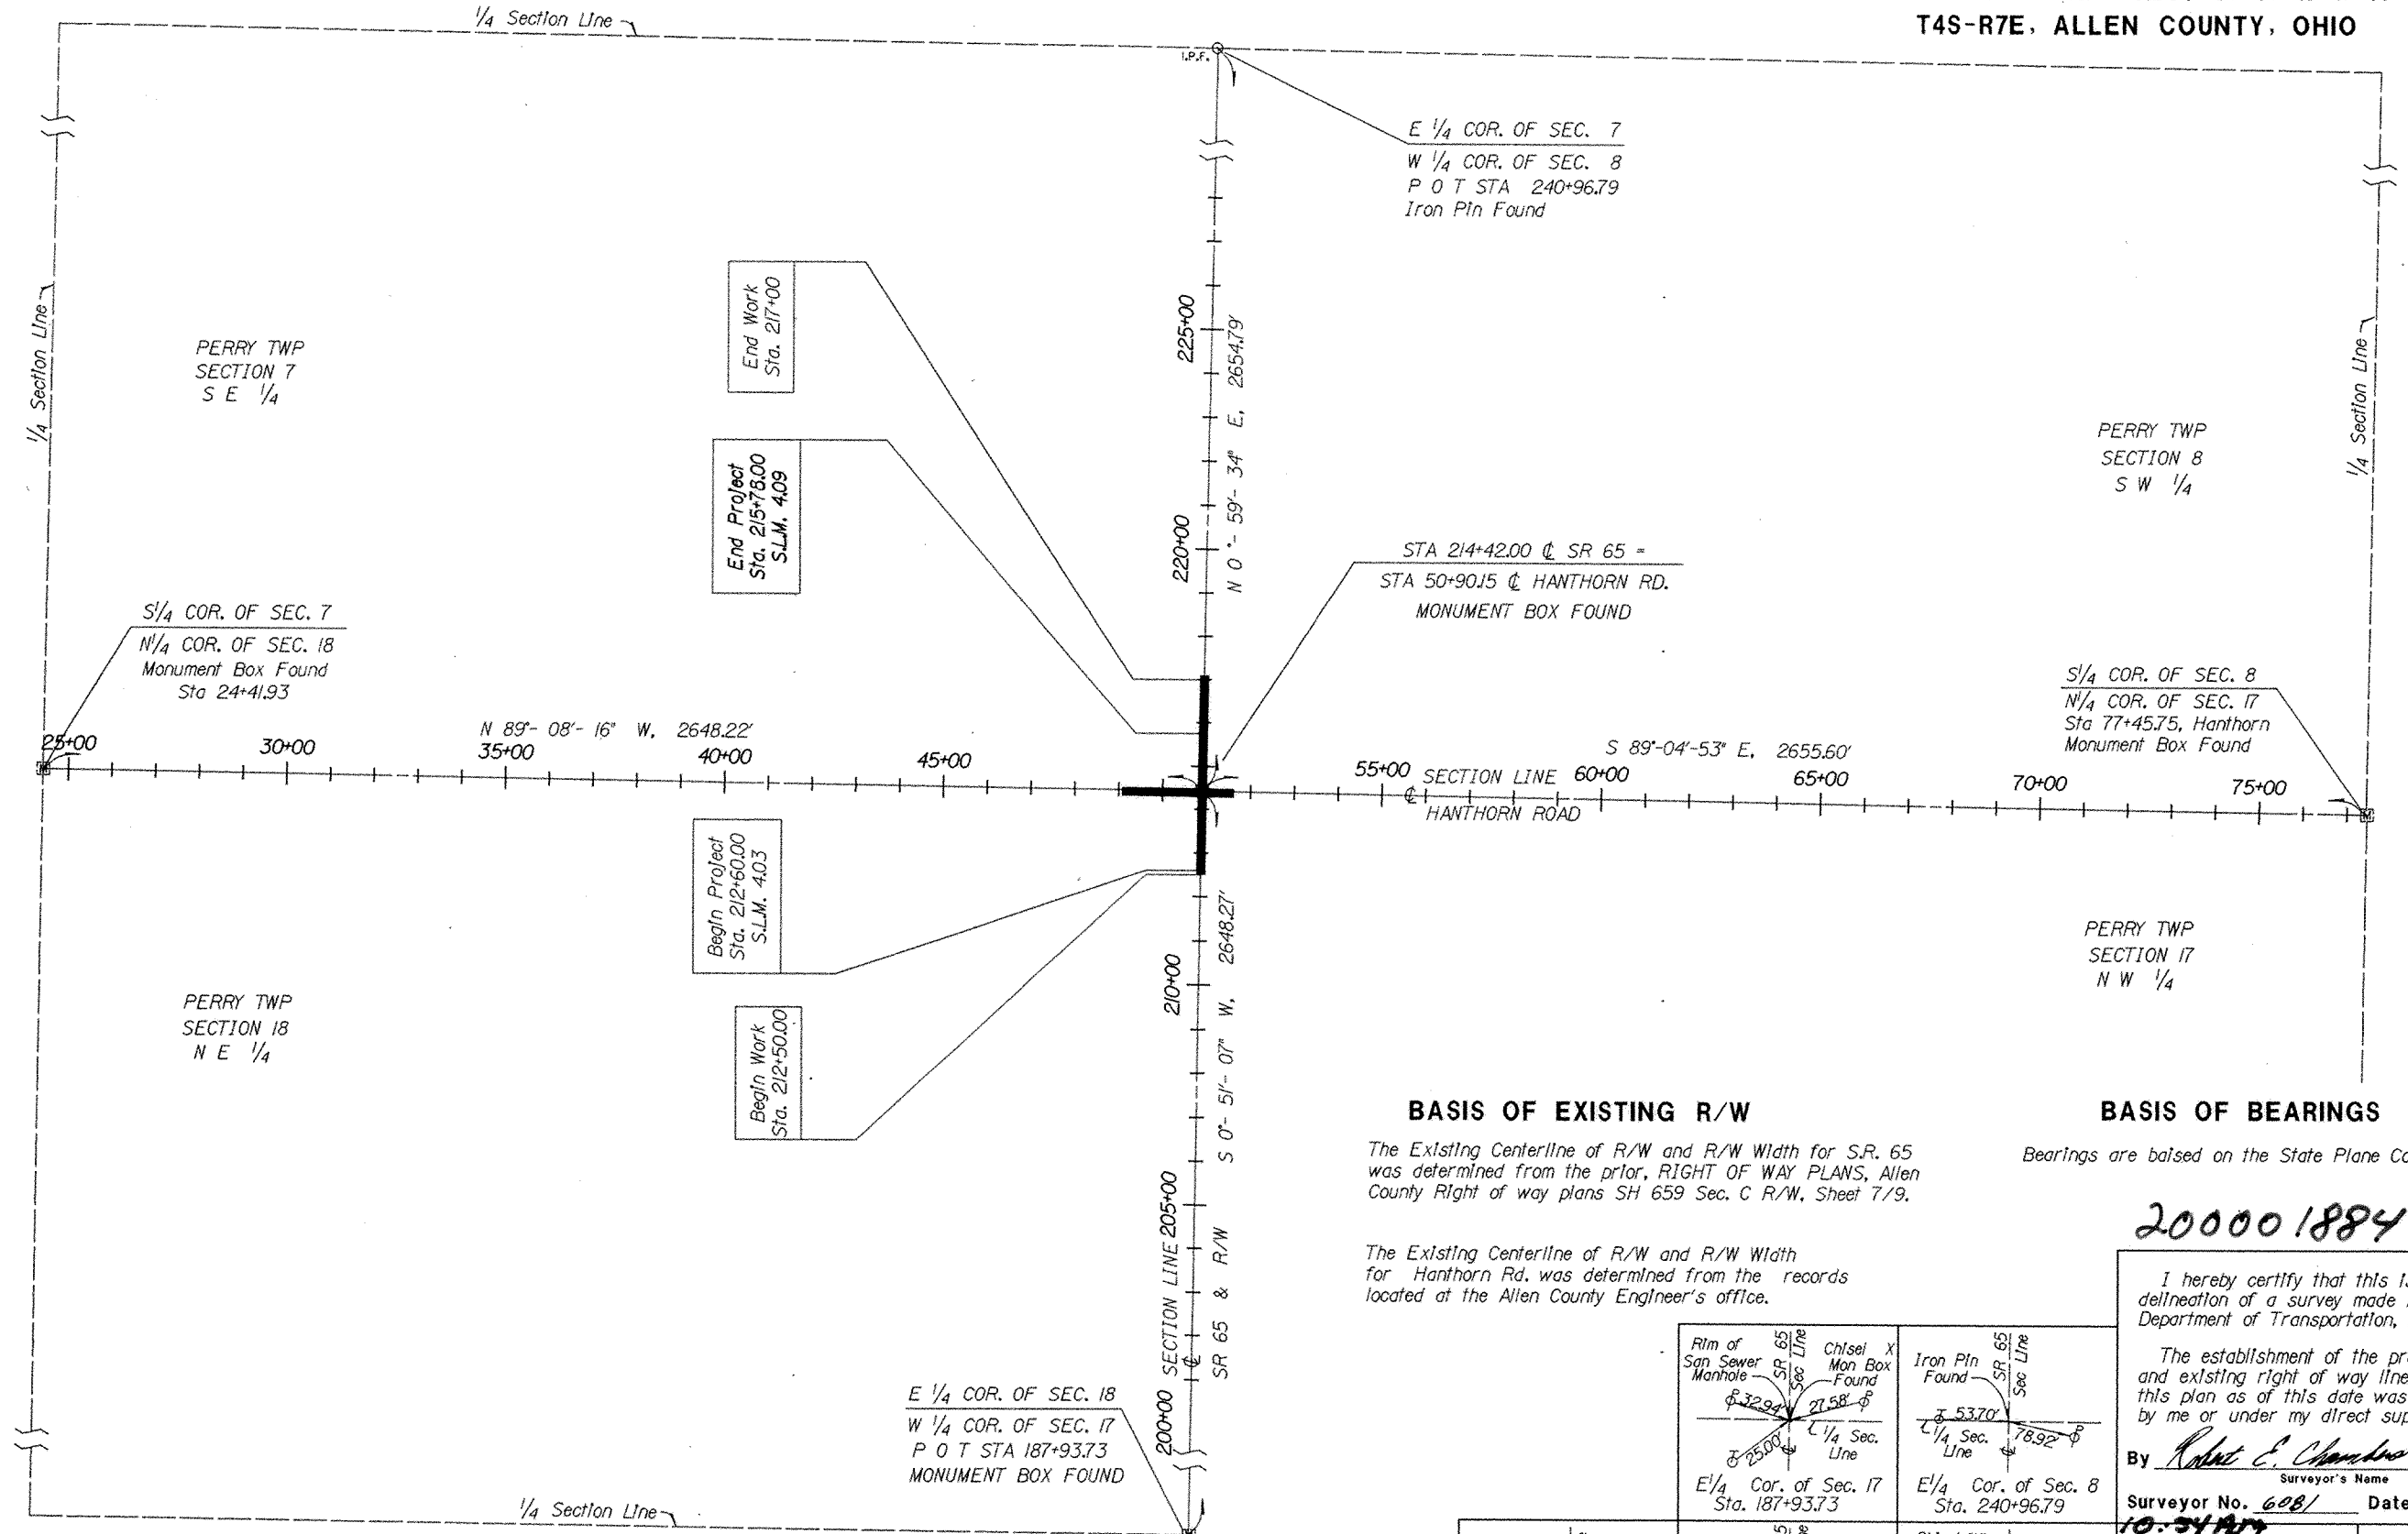 T4S-R7E, ALLEN COUNTY, OHIO
1/4 Section Line
I.P.F.
E 1/4 COR. OF SEC. 7
W 1/4 COR. OF SEC. 8
P O T STA 240+96.79
Iron Pin Found
1/4 Section Line
PERRY TWP
SECTION 7
S E 1/4
End Work
Sta. 217+00
End Project
Sta. 215+78.00
S.L.M. 4.09
225+00
220+00
N 0°- 59'- 34" E, 2654.79'
PERRY TWP
SECTION 8
S W 1/4
1/4 Section Line
STA 214+42.00 ℄ SR 65 =
STA 50+90.15 ℄ HANTHORN RD.
MONUMENT BOX FOUND
S1/4 COR. OF SEC. 7
N1/4 COR. OF SEC. 18
Monument Box Found
Sta 24+41.93
S1/4 COR. OF SEC. 8
N1/4 COR. OF SEC. 17
Sta 77+45.75, Hanthorn
Monument Box Found
N 89°- 08'- 16" W, 2648.22'
S 89°-04'-53" E, 2655.60'
25+00 30+00 35+00 40+00 45+00 55+00 SECTION LINE 60+00 65+00 70+00 75+00
℄ HANTHORN ROAD
Begin Project
Sta. 212+60.00
S.L.M. 4.03
Begin Work
Sta. 212+50.00
PERRY TWP
SECTION 18
N E 1/4
PERRY TWP
SECTION 17
N W 1/4
210+00
S 0°- 51'- 07" W, 2648.27'
200+00 SECTION LINE 205+00
℄ SR 65 & R/W
E 1/4 COR. OF SEC. 18
W 1/4 COR. OF SEC. 17
P O T STA 187+93.73
MONUMENT BOX FOUND
1/4 Section Line
BASIS OF EXISTING R/W
The Existing Centerline of R/W and R/W Width for S.R. 65
was determined from the prior, RIGHT OF WAY PLANS, Allen
County Right of way plans SH 659 Sec. C R/W, Sheet 7/9.
The Existing Centerline of R/W and R/W Width
for Hanthorn Rd. was determined from the records
located at the Allen County Engineer's office.
BASIS OF BEARINGS
Bearings are baised on the State Plane Co
200001884
I hereby certify that this is
delineation of a survey made
Department of Transportation,
The establishment of the pr
and existing right of way line
this plan as of this date was
by me or under my direct sup
By Robert E. Chambers
Surveyor's Name
Surveyor No. 6081 Date
10:34 AM
Rim of
San Sewer
Manhole
SR 65
Sec Line
Chisel X
Mon Box
Found
32.94'
27.58'
25.00'
1/4 Sec.
Line
E1/4 Cor. of Sec. 17
Sta. 187+93.73
Iron Pin
Found
SR 65
Sec Line
53.70'
78.92'
1/4 Sec.
Line
E1/4 Cor. of Sec. 8
Sta. 240+96.79